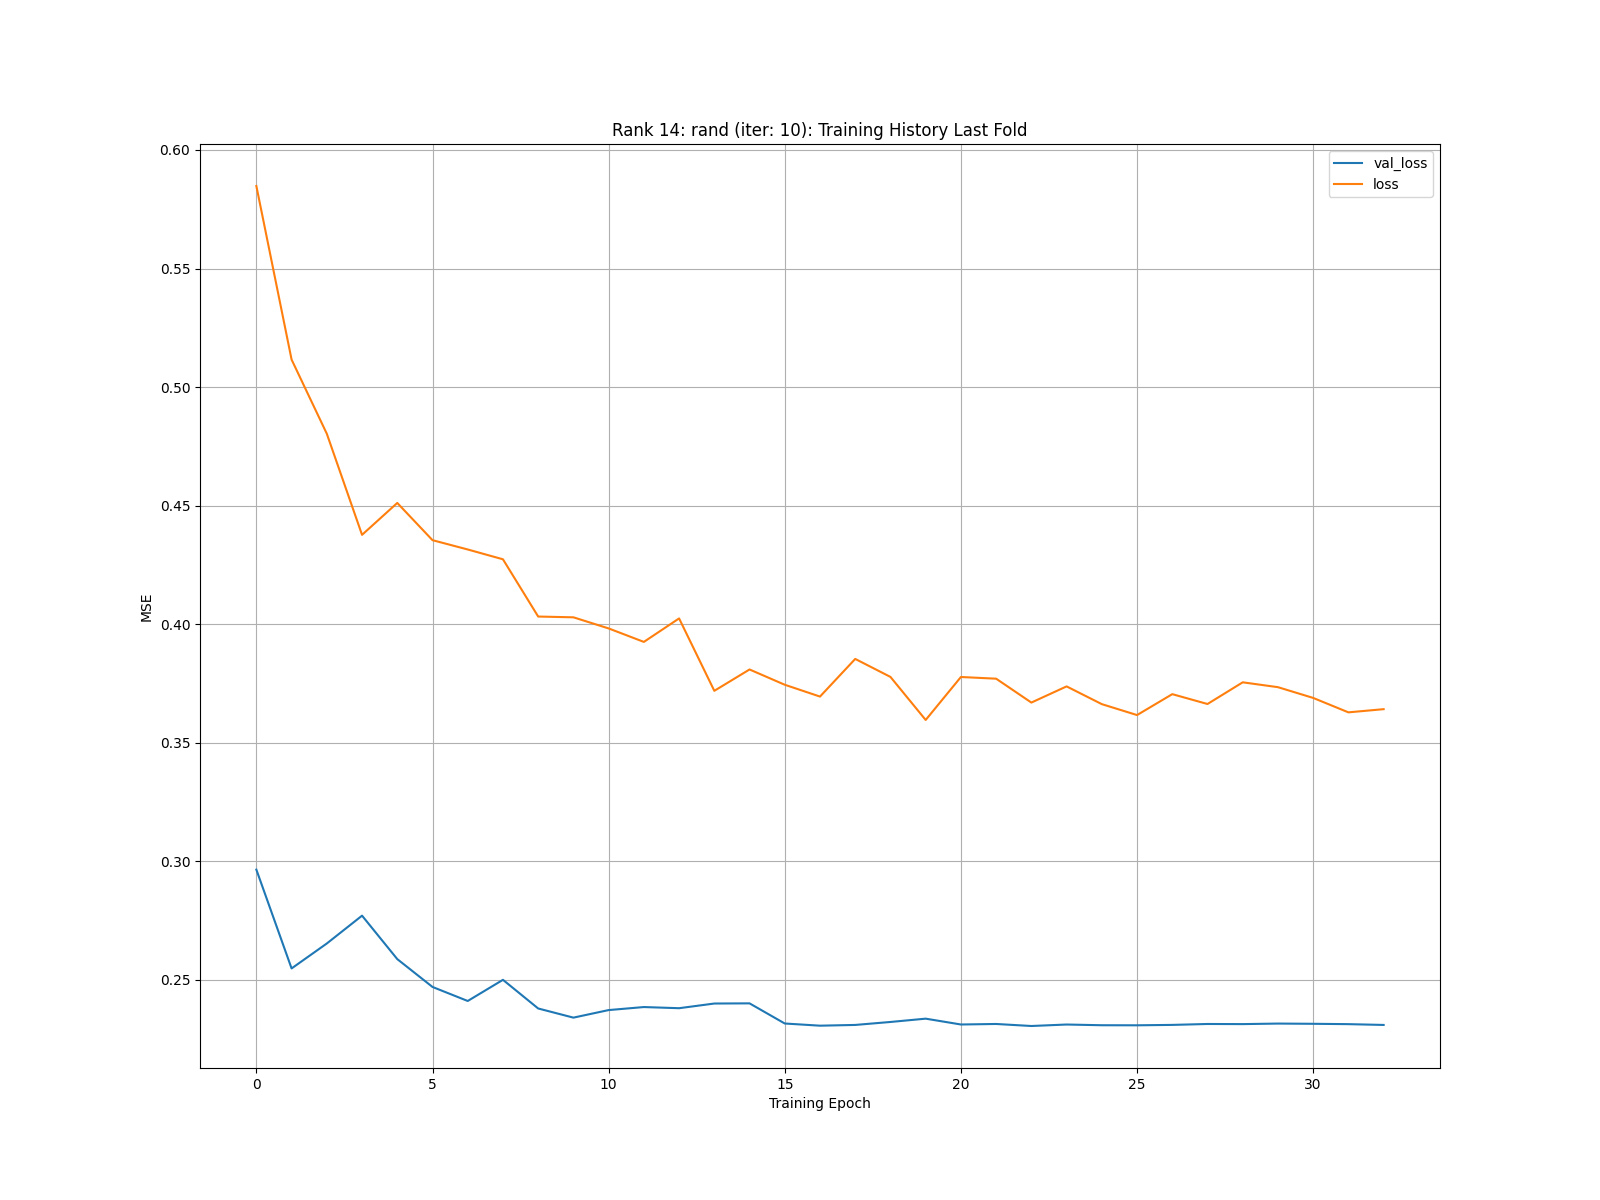 Rank 14: rand (iter: 10): Training History Last Fold
val_loss
loss
0.60
0.55
0.50
0.45
0.40
0.35
0.30
0.25
MSE
0 5 10 15 20 25 30
Training Epoch